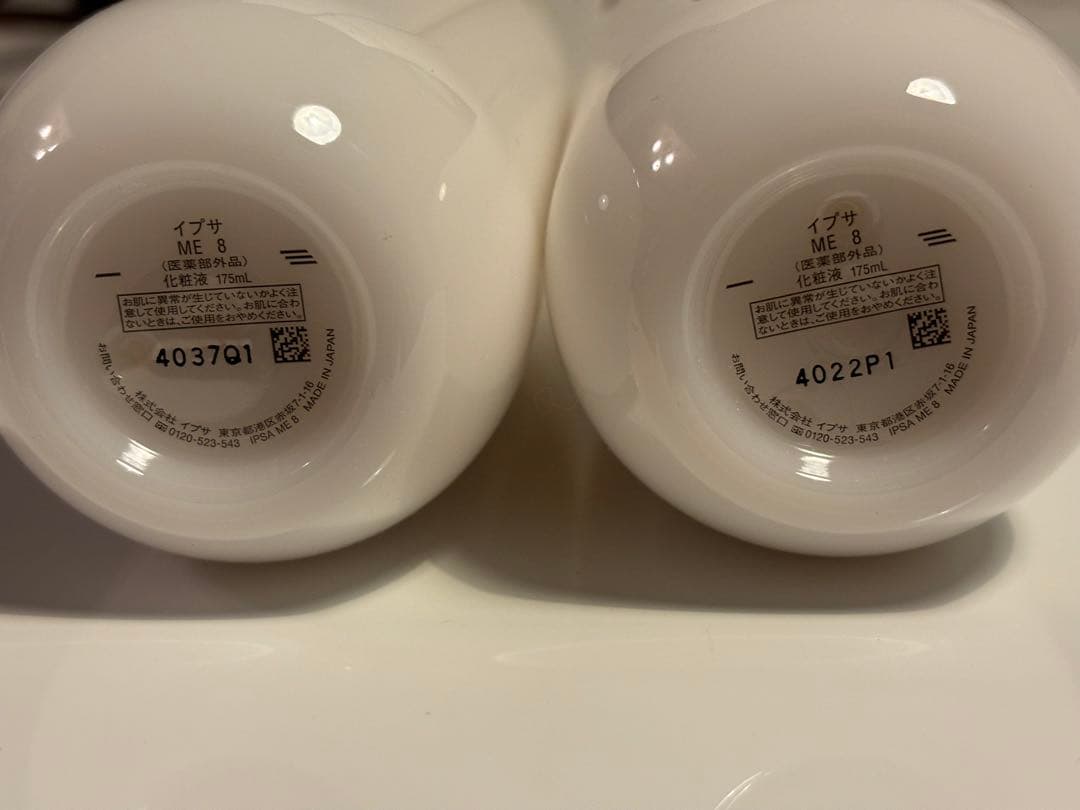 イプサ
ME 8
(医薬部外品)
化粧液 175mL
お肌に異常が生じていないかよく注
意して使用してください。お肌に合わ
ないときは、ご使用をおやめください。
4037Q1
お問い合わせ窓口 0120-523-543 IPSA ME 8 MADE IN JAPAN
株式会社 イプサ 東京都港区赤坂7-1-16
イプサ
ME 8
(医薬部外品)
化粧液 175mL
お肌に異常が生じていないかよく注
意して使用してください。お肌に合わ
ないときは、ご使用をおやめください。
4022P1
お問い合わせ窓口 0120-523-543 IPSA ME 8 MADE IN JAPAN
株式会社 イプサ 東京都港区赤坂7-1-16